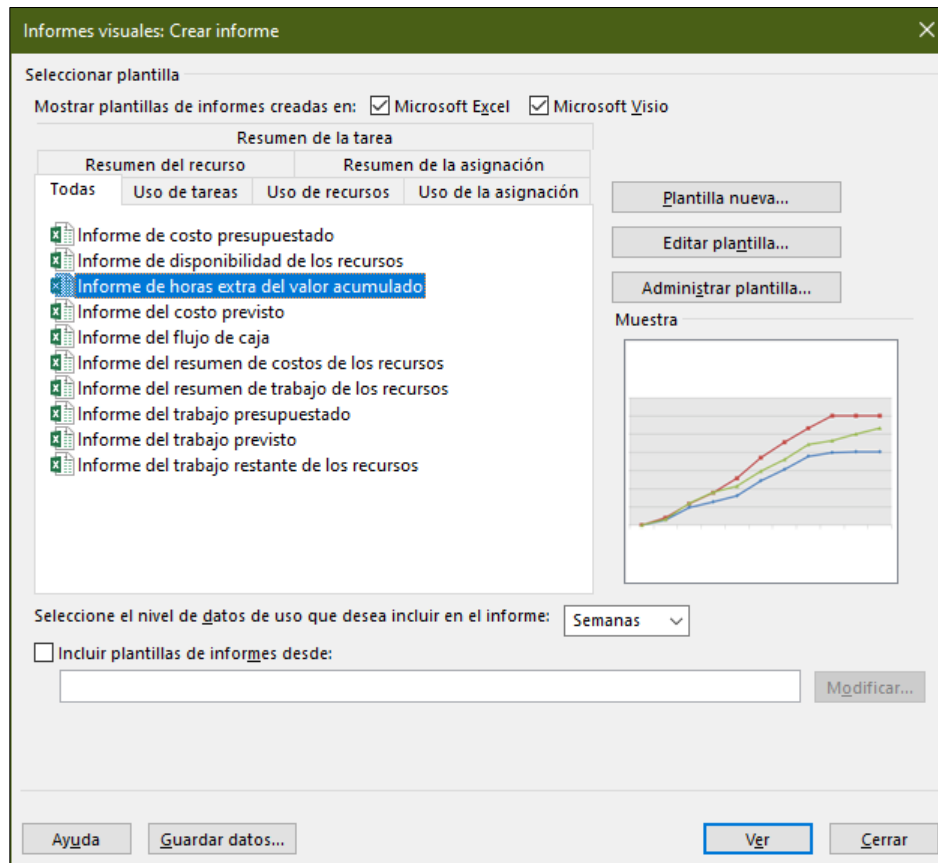 Informes visuales: Crear informe
Seleccionar plantilla
Mostrar plantillas de informes creadas en: Microsoft Excel Microsoft Visio
Resumen de la tarea
Resumen del recurso Resumen de la asignación
Todas Uso de tareas Uso de recursos Uso de la asignación
Informe de costo presupuestado
Informe de disponibilidad de los recursos
Informe de horas extra del valor acumulado
Informe del costo previsto
Informe del flujo de caja
Informe del resumen de costos de los recursos
Informe del resumen de trabajo de los recursos
Informe del trabajo presupuestado
Informe del trabajo previsto
Informe del trabajo restante de los recursos
Plantilla nueva...
Editar plantilla...
Administrar plantilla...
Muestra
Seleccione el nivel de datos de uso que desea incluir en el informe: Semanas
Incluir plantillas de informes desde:
Modificar...
Ayuda Guardar datos... Ver Cerrar